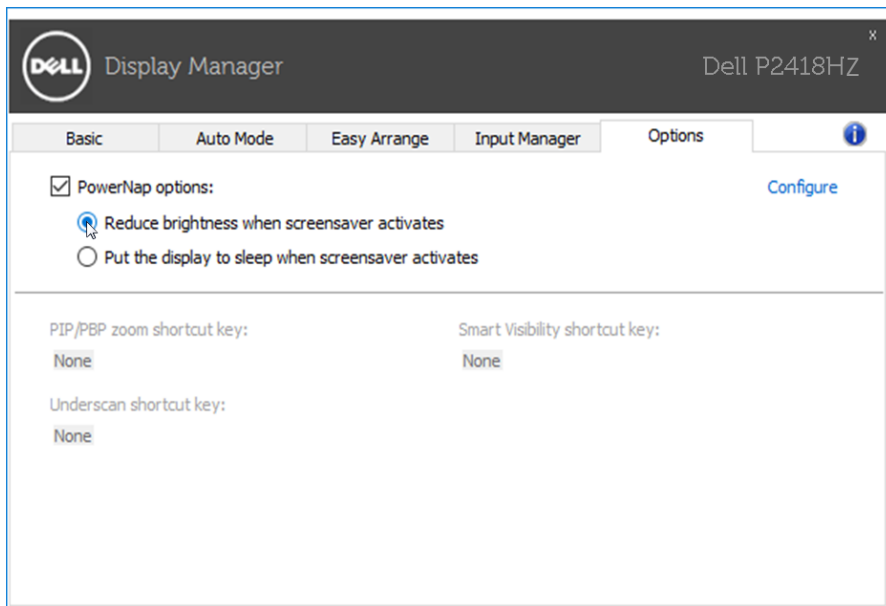 x
DELL Display Manager Dell P2418HZ
Basic Auto Mode Easy Arrange Input Manager Options i
PowerNap options: Configure
Reduce brightness when screensaver activates
Put the display to sleep when screensaver activates
PIP/PBP zoom shortcut key: Smart Visibility shortcut key:
None None
Underscan shortcut key:
None